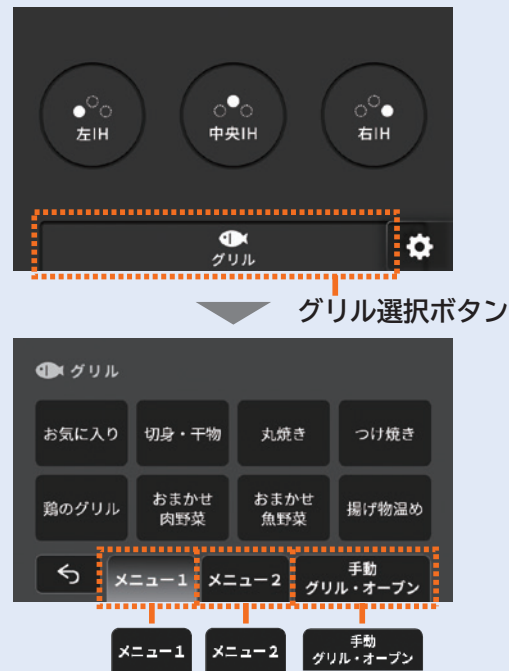 左IH
中央IH
右IH
グリル
グリル選択ボタン
グリル
お気に入り
切身・干物
丸焼き
つけ焼き
鶏のグリル
おまかせ
肉野菜
おまかせ
魚野菜
揚げ物温め
メニュー1
メニュー2
手動
グリル・オーブン
メニュー1
メニュー2
手動
グリル・オーブン